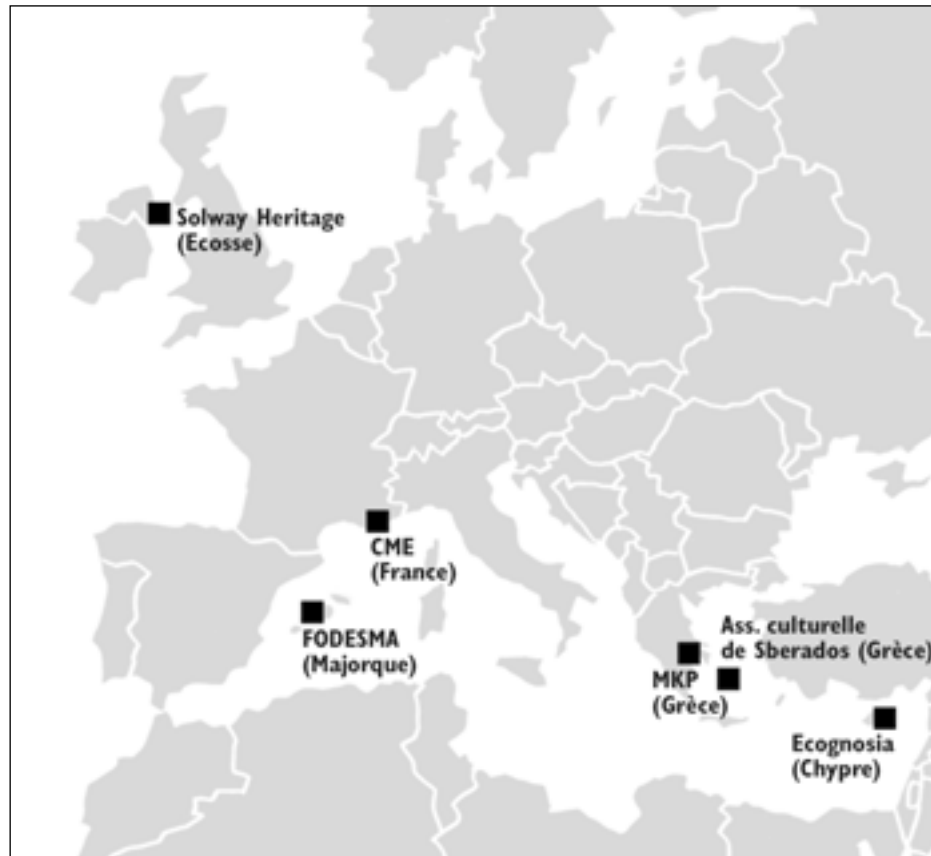 Solway Heritage
(Ecosse)
CME
(France)
FODESMA
(Majorque)
Ass. culturelle
de Sberados (Grèce)
MKP
(Grèce)
Ecognosia
(Chypre)